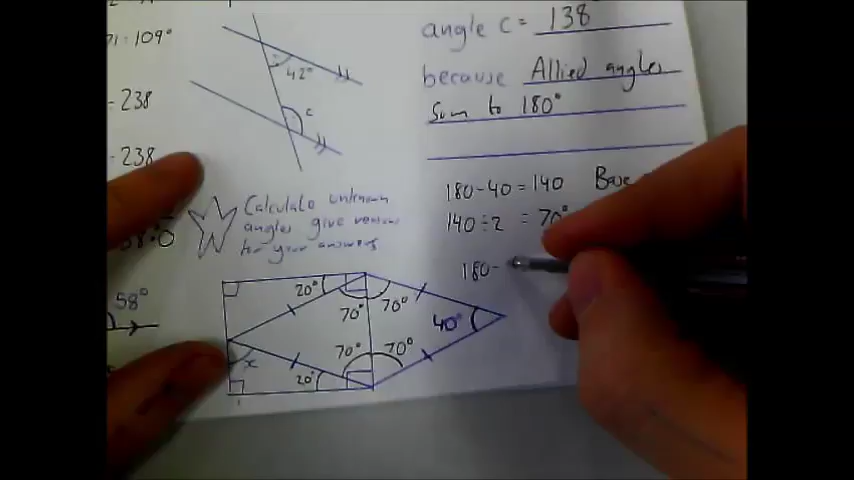 109°
238
238
58°
42°
c
angle C = 138°
because Allied angles
Sum to 180°
Calculate unknown
angles give reasons
for your answers
180-40 = 140
140÷2 = 70°
180-
20° 70° 70° 40°
x 20° 70° 70°